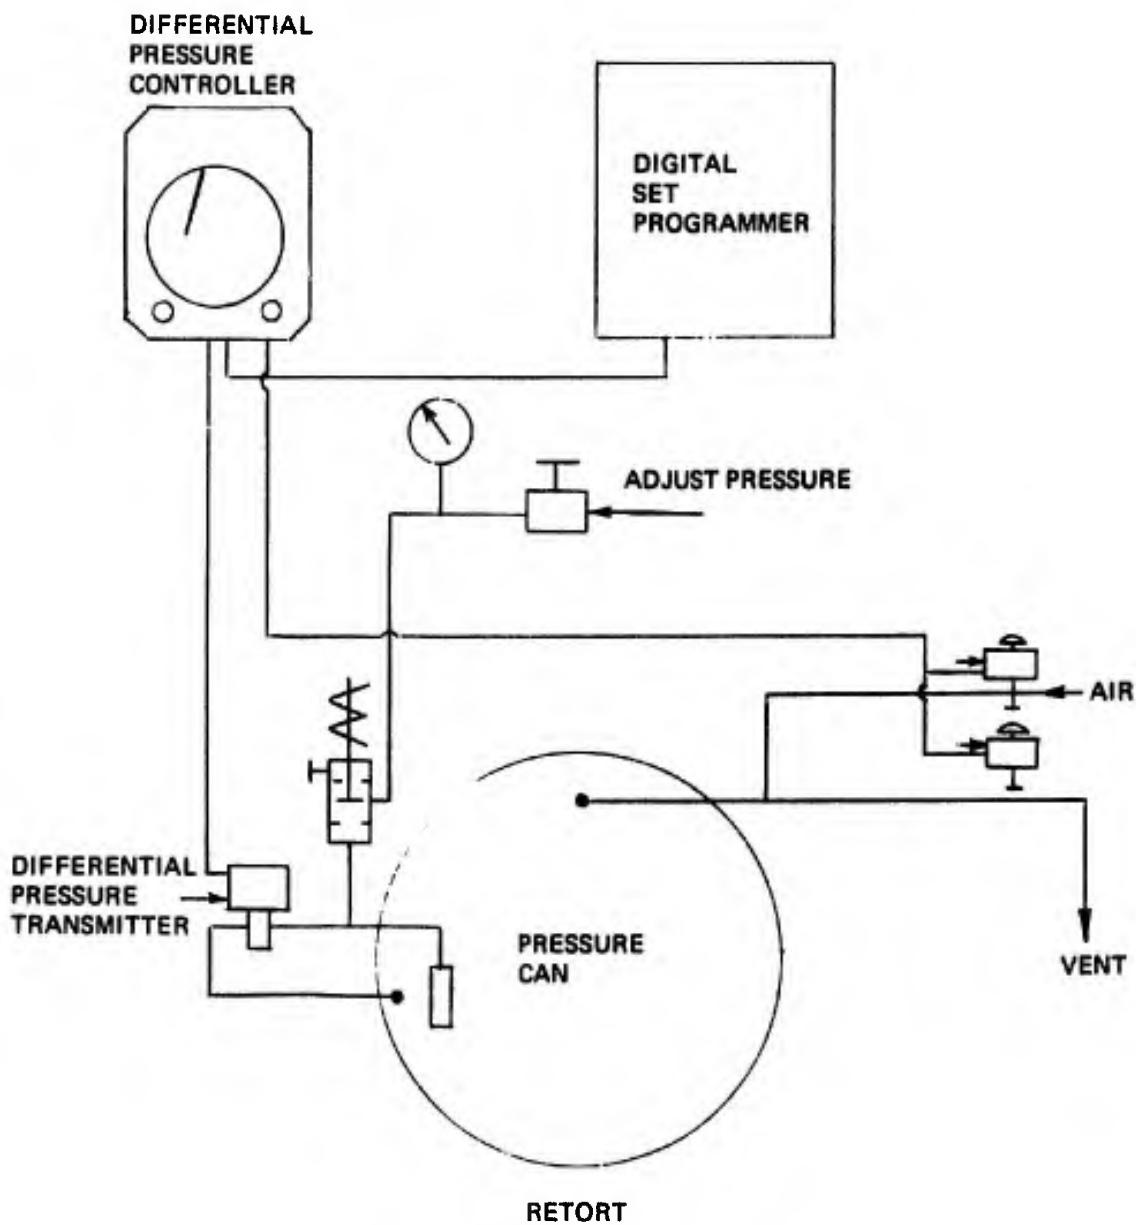 DIFFERENTIAL
PRESSURE
CONTROLLER
DIGITAL
SET
PROGRAMMER
ADJUST PRESSURE
AIR
DIFFERENTIAL
PRESSURE
TRANSMITTER
PRESSURE
CAN
VENT
RETORT